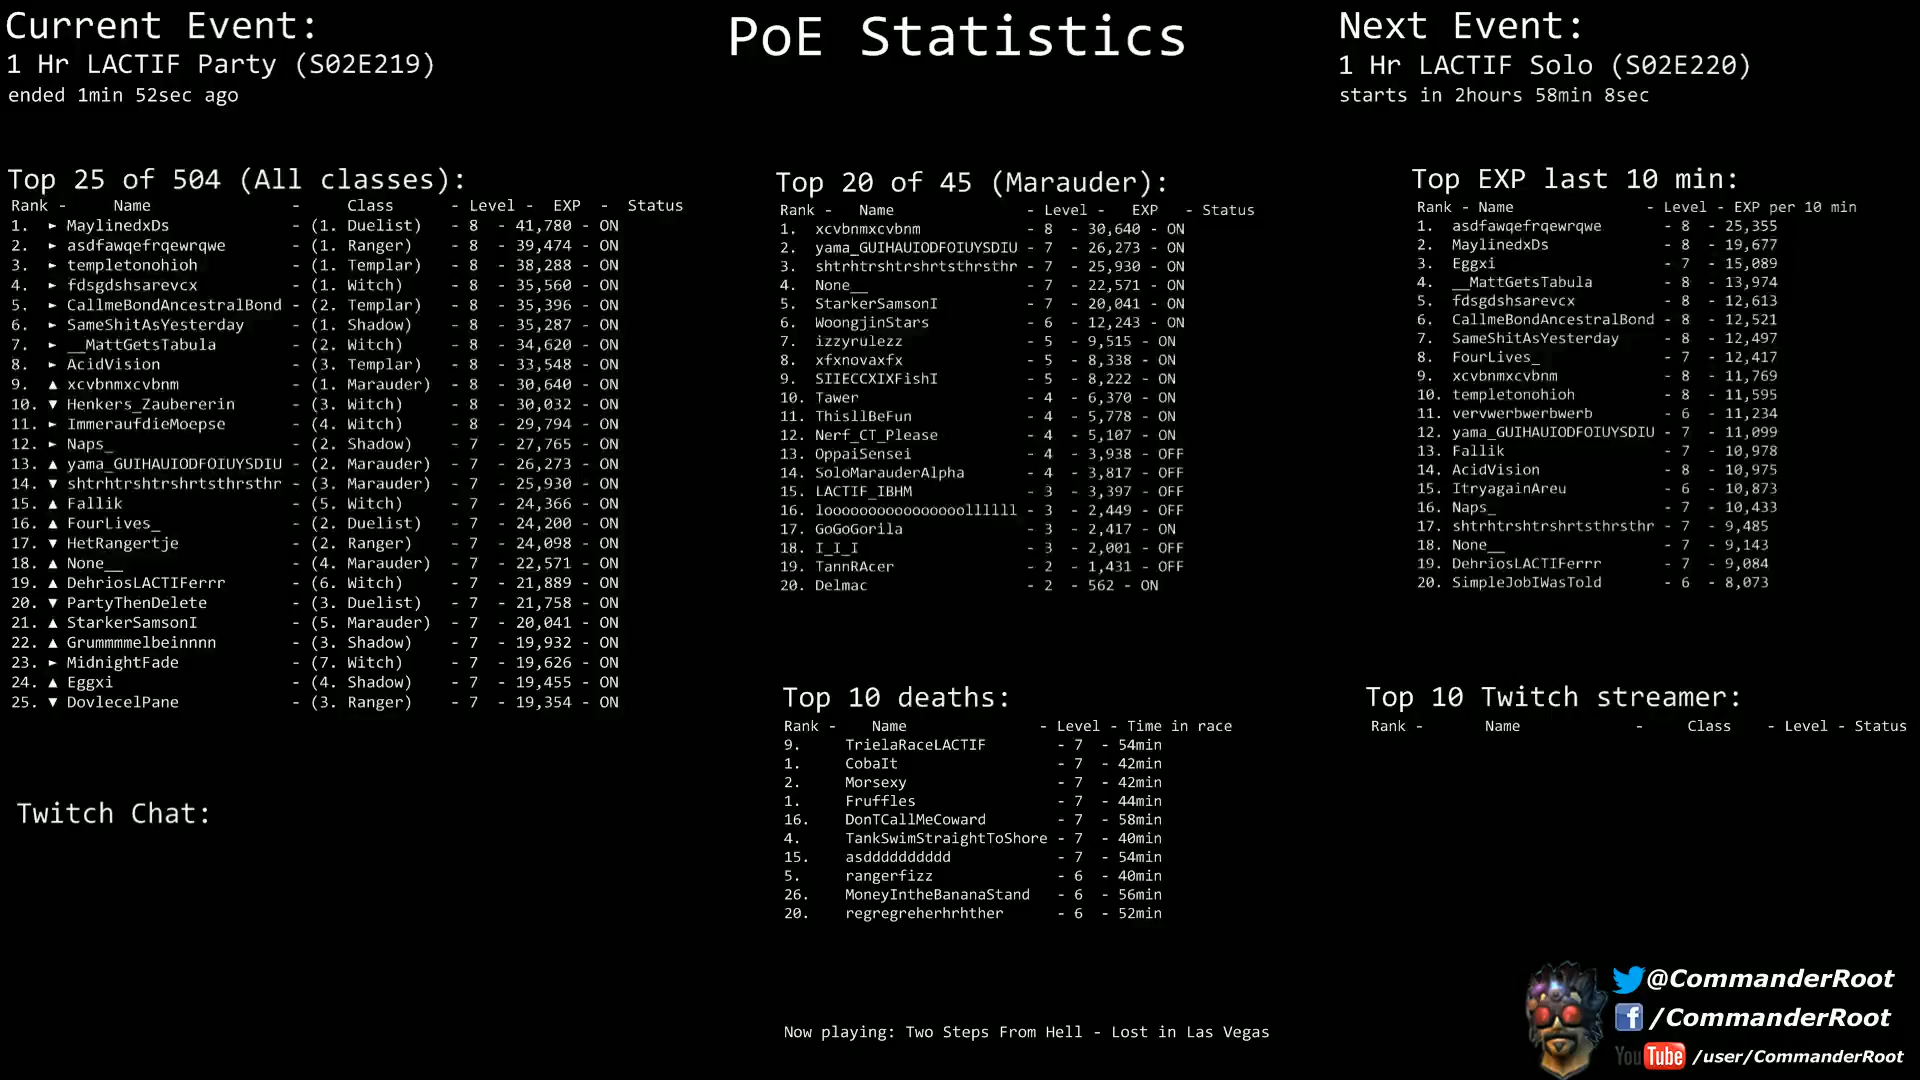 Current Event:
1 Hr LACTIF Party (S02E219)
ended 1min 52sec ago
PoE Statistics
Next Event:
1 Hr LACTIF Solo (S02E220)
starts in 2hours 58min 8sec
Top 25 of 504 (All classes):
Rank - Name - Class - Level - EXP - Status
1. ► MaylinedxDs - (1. Duelist) - 8 - 41,780 - ON
2. ► asdfawqefrqewrqwe - (1. Ranger) - 8 - 39,474 - ON
3. ► templetonohioh - (1. Templar) - 8 - 38,288 - ON
4. ► fdsgdshsarevcx - (1. Witch) - 8 - 35,560 - ON
5. ► CallmeBondAncestralBond - (2. Templar) - 8 - 35,396 - ON
6. ► SameShitAsYesterday - (1. Shadow) - 8 - 35,287 - ON
7. ► __MattGetsTabula - (2. Witch) - 8 - 34,620 - ON
8. ► AcidVision - (3. Templar) - 8 - 33,548 - ON
9. ▲ xcvbnmxcvbnm - (1. Marauder) - 8 - 30,640 - ON
10. ▼ Henkers_Zaubererin - (3. Witch) - 8 - 30,032 - ON
11. ► ImmeraufdieMoepse - (4. Witch) - 8 - 29,794 - ON
12. ► Naps_ - (2. Shadow) - 7 - 27,765 - ON
13. ▲ yama_GUIHAUIODFOIUYSDIU - (2. Marauder) - 7 - 26,273 - ON
14. ▼ shtrhtrshtrshrtsthrsthr - (3. Marauder) - 7 - 25,930 - ON
15. ▲ Fallik - (5. Witch) - 7 - 24,366 - ON
16. ▲ FourLives_ - (2. Duelist) - 7 - 24,200 - ON
17. ▼ HetRangertje - (2. Ranger) - 7 - 24,098 - ON
18. ▲ None__ - (4. Marauder) - 7 - 22,571 - ON
19. ▲ DehriosLACTIFerrr - (6. Witch) - 7 - 21,889 - ON
20. ▼ PartyThenDelete - (3. Duelist) - 7 - 21,758 - ON
21. ▲ StarkerSamsonI - (5. Marauder) - 7 - 20,041 - ON
22. ▲ Grummmmelbeinnnn - (3. Shadow) - 7 - 19,932 - ON
23. ► MidnightFade - (7. Witch) - 7 - 19,626 - ON
24. ▲ Eggxi - (4. Shadow) - 7 - 19,455 - ON
25. ▼ DovlecelPane - (3. Ranger) - 7 - 19,354 - ON
Top 20 of 45 (Marauder):
Rank - Name - Level - EXP - Status
1. xcvbnmxcvbnm - 8 - 30,640 - ON
2. yama_GUIHAUIODFOIUYSDIU - 7 - 26,273 - ON
3. shtrhtrshtrshrtsthrsthr - 7 - 25,930 - ON
4. None__ - 7 - 22,571 - ON
5. StarkerSamsonI - 7 - 20,041 - ON
6. WoongjinStars - 6 - 12,243 - ON
7. izzyrulezz - 5 - 9,515 - ON
8. xfxnovaxfx - 5 - 8,338 - ON
9. SIIECCXIXFishI - 5 - 8,222 - ON
10. Tawer - 4 - 6,370 - ON
11. ThisllBeFun - 4 - 5,778 - ON
12. Nerf_CT_Please - 4 - 5,107 - ON
13. OppaiSensei - 4 - 3,938 - OFF
14. SoloMarauderAlpha - 4 - 3,817 - OFF
15. LACTIF_IBHM - 3 - 3,397 - OFF
16. loooooooooooooooollllll - 3 - 2,449 - OFF
17. GoGoGorila - 3 - 2,417 - ON
18. I_I_I - 3 - 2,001 - OFF
19. TannRAcer - 2 - 1,431 - OFF
20. Delmac - 2 - 562 - ON
Top EXP last 10 min:
Rank - Name - Level - EXP per 10 min
1. asdfawqefrqewrqwe - 8 - 25,355
2. MaylinedxDs - 8 - 19,677
3. Eggxi - 7 - 15,089
4. __MattGetsTabula - 8 - 13,974
5. fdsgdshsarevcx - 8 - 12,613
6. CallmeBondAncestralBond - 8 - 12,521
7. SameShitAsYesterday - 8 - 12,497
8. FourLives_ - 7 - 12,417
9. xcvbnmxcvbnm - 8 - 11,769
10. templetonohioh - 8 - 11,595
11. vervwerbwerbwerb - 6 - 11,234
12. yama_GUIHAUIODFOIUYSDIU - 7 - 11,099
13. Fallik - 7 - 10,978
14. AcidVision - 8 - 10,975
15. ItryagainAreu - 6 - 10,873
16. Naps_ - 7 - 10,433
17. shtrhtrshtrshrtsthrsthr - 7 - 9,485
18. None__ - 7 - 9,143
19. DehriosLACTIFerrr - 7 - 9,084
20. SimpleJobIWasTold - 6 - 8,073
Top 10 deaths:
Rank - Name - Level - Time in race
9. TrielaRaceLACTIF - 7 - 54min
1. CobaIt - 7 - 42min
2. Morsexy - 7 - 42min
1. Fruffles - 7 - 44min
16. DonTCallMeCoward - 7 - 58min
4. TankSwimStraightToShore - 7 - 40min
15. asdddddddddd - 7 - 54min
5. rangerfizz - 6 - 40min
26. MoneyIntheBananaStand - 6 - 56min
20. regregreherhrhther - 6 - 52min
Top 10 Twitch streamer:
Rank - Name - Class - Level - Status
Twitch Chat:
Now playing: Two Steps From Hell - Lost in Las Vegas
@CommanderRoot
f /CommanderRoot
YouTube /user/CommanderRoot